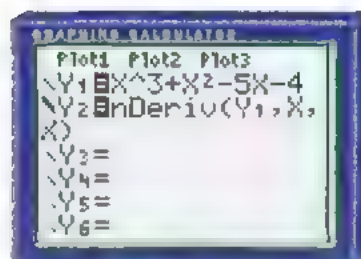 GRAPHING CALCULATOR
Plot1 Plot2 Plot3
\Y₁=X^3+X²-5X-4
\Y₂=nDeriv(Y₁,X,
X)
\Y₃=
\Y₄=
\Y₅=
\Y₆=